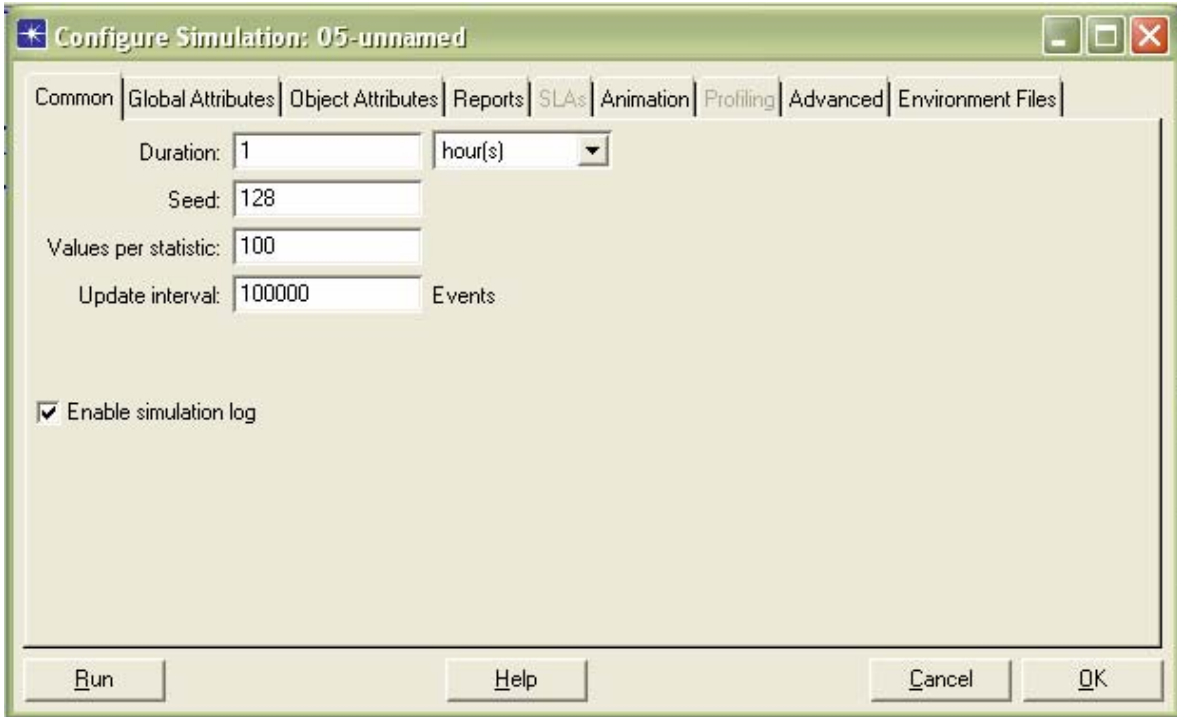 Configure Simulation: 05-unnamed
Common Global Attributes Object Attributes Reports SLAs Animation Profiling Advanced Environment Files
Duration: 1 hour(s)
Seed: 128
Values per statistic: 100
Update interval: 100000 Events
Enable simulation log
Run Help Cancel OK